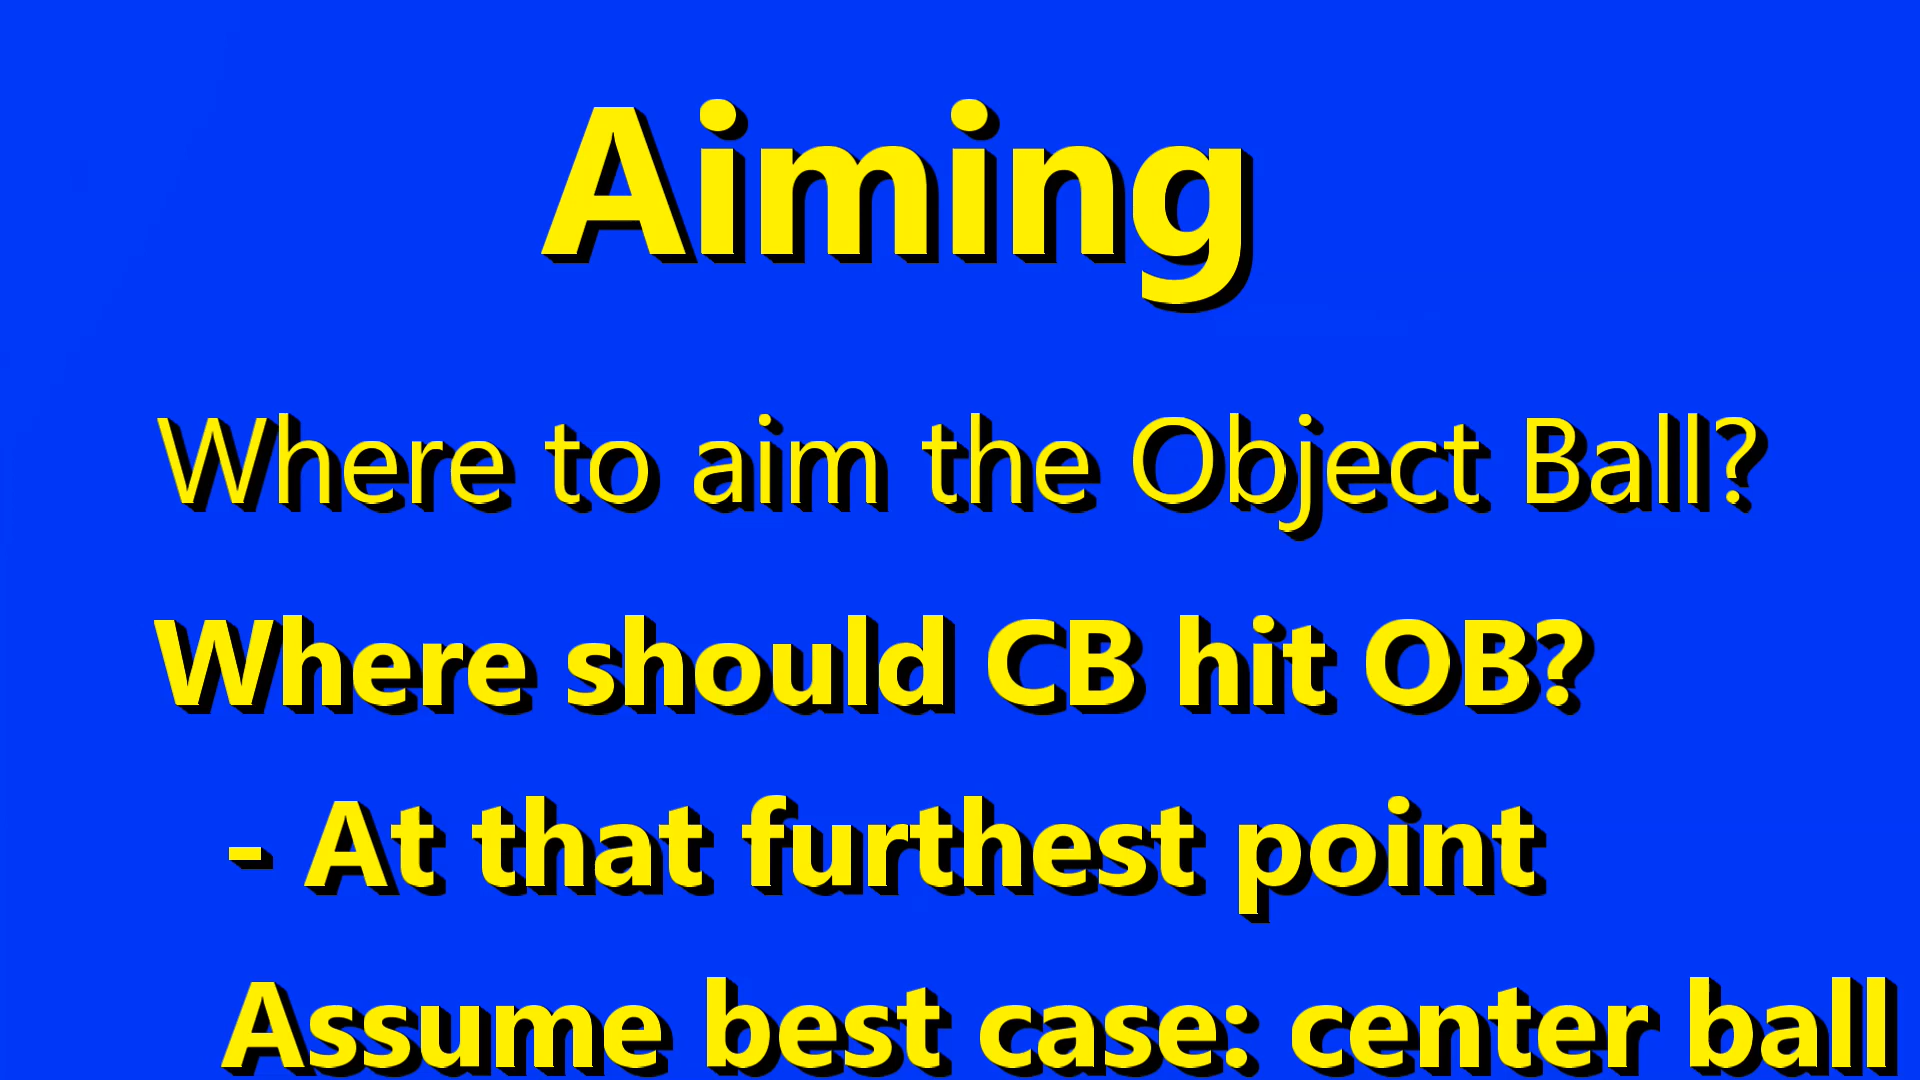 Aiming
Where to aim the Object Ball?
Where should CB hit OB?
- At that furthest point
Assume best case: center ball